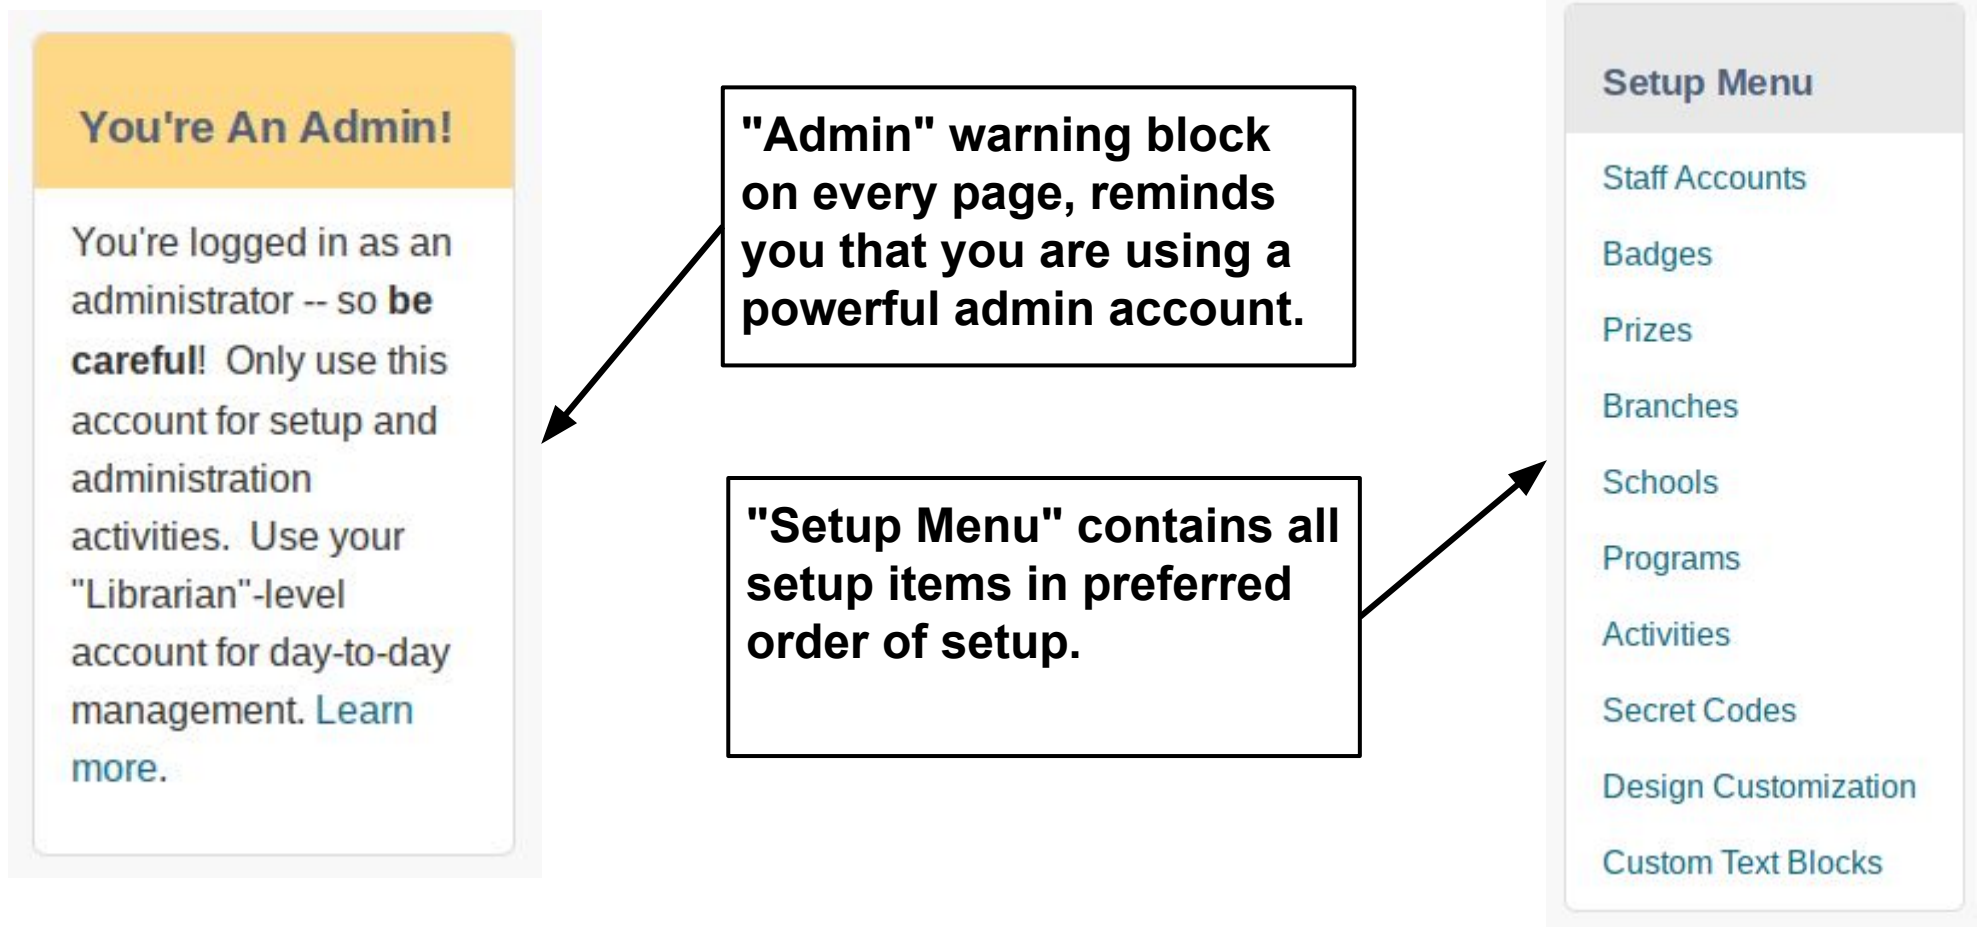 You're An Admin!
You're logged in as an
administrator -- so be
careful!  Only use this
account for setup and
administration
activities.  Use your
"Librarian"-level
account for day-to-day
management. Learn
more.
"Admin" warning block
on every page, reminds
you that you are using a
powerful admin account.
"Setup Menu" contains all
setup items in preferred
order of setup.
Setup Menu
Staff Accounts
Badges
Prizes
Branches
Schools
Programs
Activities
Secret Codes
Design Customization
Custom Text Blocks